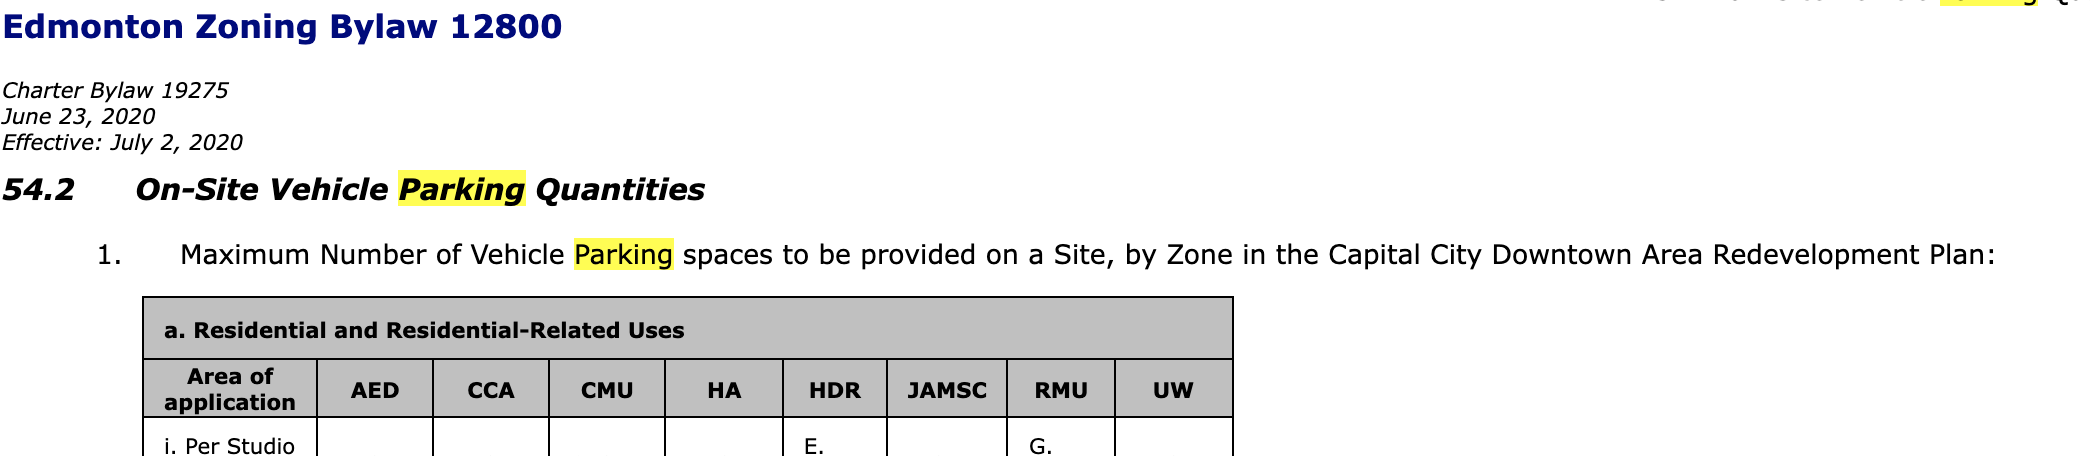 Edmonton Zoning Bylaw 12800
Charter Bylaw 19275
June 23, 2020
Effective: July 2, 2020
54.2 On-Site Vehicle Parking Quantities
1. Maximum Number of Vehicle Parking spaces to be provided on a Site, by Zone in the Capital City Downtown Area Redevelopment Plan:
a. Residential and Residential-Related Uses
Area of
application AED CCA CMU HA HDR JAMSC RMU UW
i. Per Studio E. G.